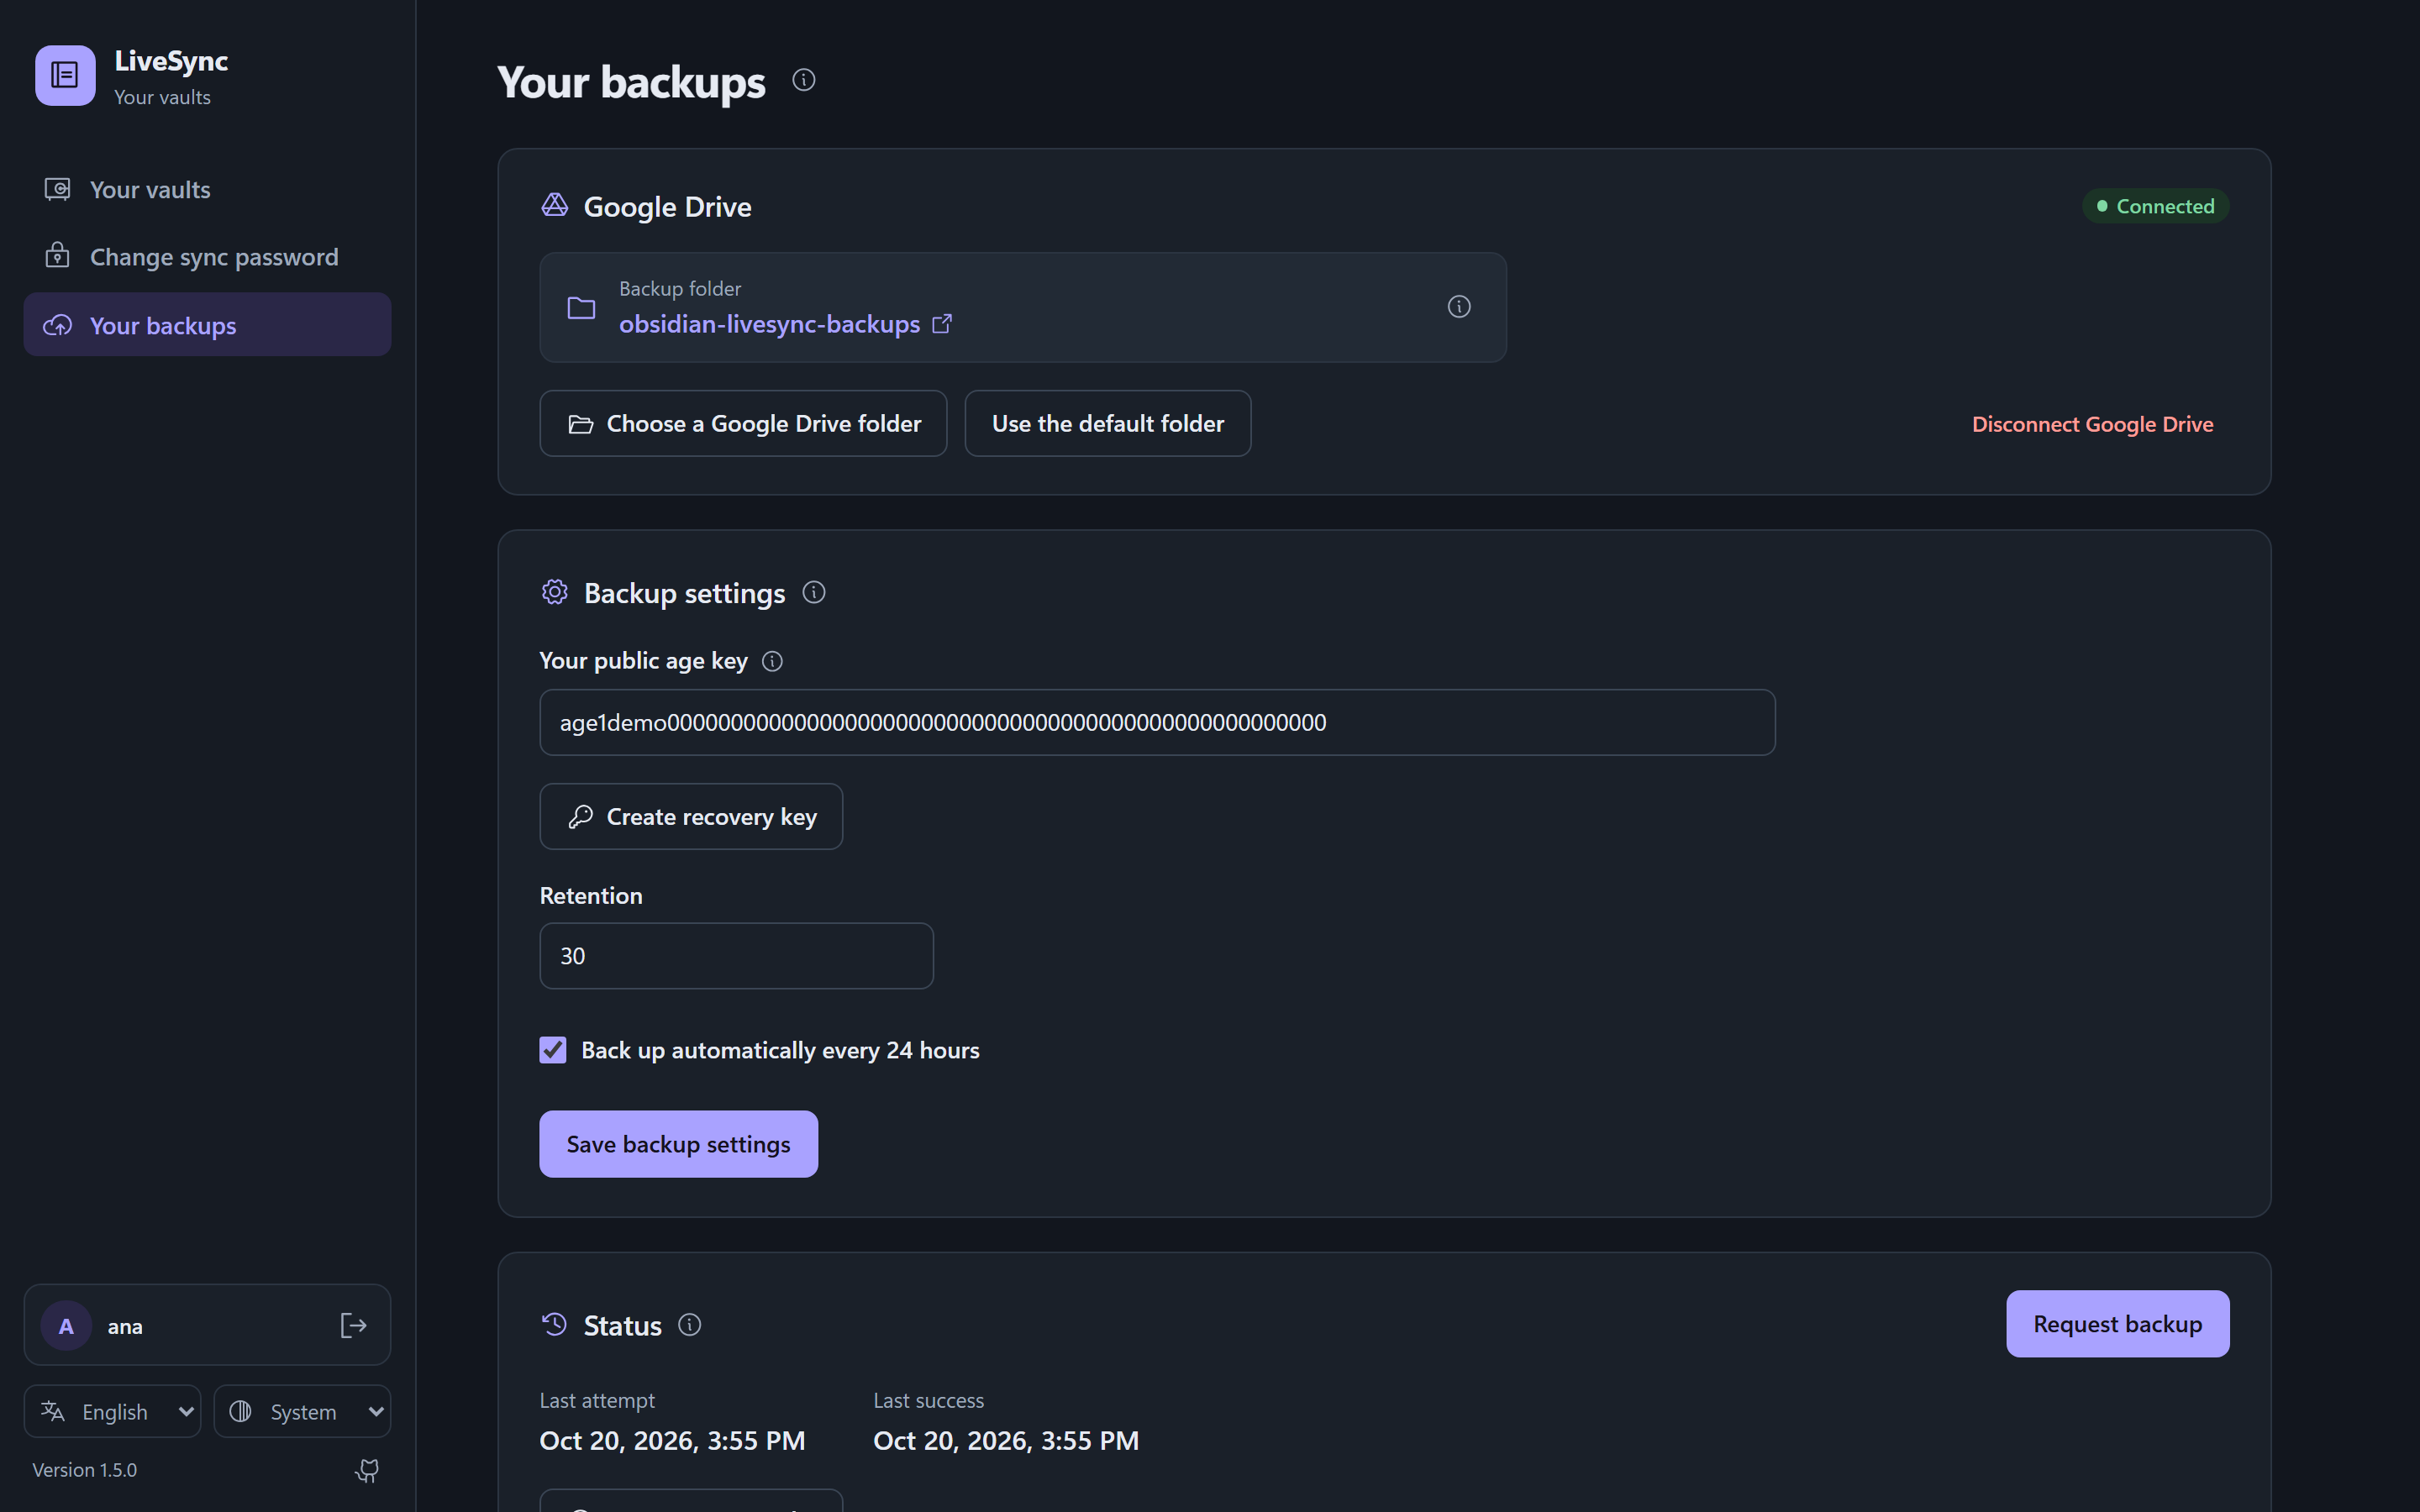 LiveSync
Your vaults
Your vaults
Change sync password
Your backups
ana
A
English
System
Version 1.5.0
Your backups
Google Drive
Connected
Backup folder
obsidian-livesync-backups
Choose a Google Drive folder
Use the default folder
Disconnect Google Drive
Backup settings
Your public age key
Create recovery key
Retention
30
Back up automatically every 24 hours
Save backup settings
Status
Request backup
Last attempt
Last success
Oct 20, 2026, 3:55 PM
Oct 20, 2026, 3:55 PM